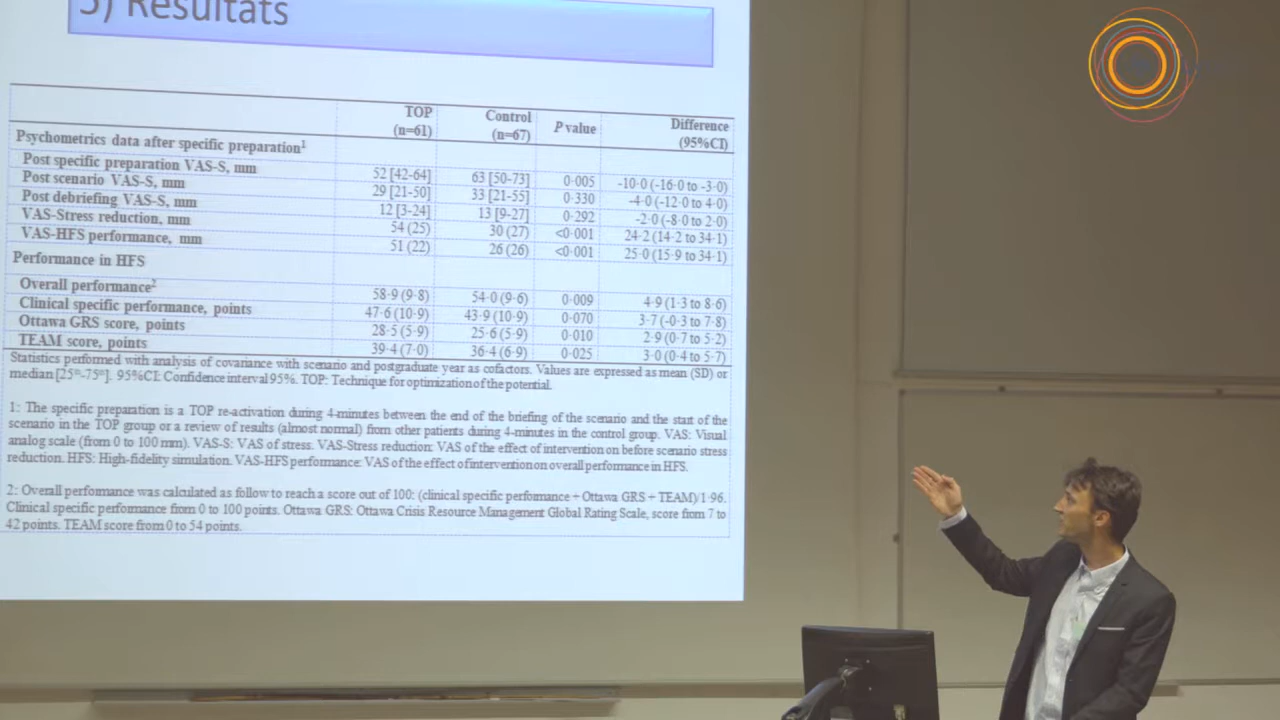 3) Résultats
TOP (n=61) Control (n=67) P value Difference (95%CI)
Psychometrics data after specific preparation¹
Post specific preparation VAS-S, mm 52 [42-64] 63 [50-73] 0·005 -10·0 (-16·0 to -3·0)
Post scenario VAS-S, mm 29 [21-50] 33 [21-55] 0·330 -4·0 (-12·0 to 4·0)
Post debriefing VAS-S, mm 12 [3-24] 13 [9-27] 0·292 -2·0 (-8·0 to 2·0)
VAS-Stress reduction, mm 54 (25) 30 (27) <0·001 24·2 (14·2 to 34·1)
VAS-HFS performance, mm 51 (22) 26 (26) <0·001 25·0 (15·9 to 34·1)
Performance in HFS
Overall performance² 58·9 (9·8) 54·0 (9·6) 0·009 4·9 (1·3 to 8·6)
Clinical specific performance, points 47·6 (10·9) 43·9 (10·9) 0·070 3·7 (-0·3 to 7·8)
Ottawa GRS score, points 28·5 (5·9) 25·6 (5·9) 0·010 2·9 (0·7 to 5·2)
TEAM score, points 39·4 (7·0) 36·4 (6·9) 0·025 3·0 (0·4 to 5·7)
Statistics performed with analysis of covariance with scenario and postgraduate year as cofactors. Values are expressed as mean (SD) or
median [25th-75th]. 95%CI: Confidence interval 95%. TOP: Technique for optimization of the potential.
1: The specific preparation is a TOP re-activation during 4-minutes between the end of the briefing of the scenario and the start of the
scenario in the TOP group or a review of results (almost normal) from other patients during 4-minutes in the control group. VAS: Visual
analog scale (from 0 to 100 mm). VAS-S: VAS of stress. VAS-Stress reduction: VAS of the effect of intervention on before scenario stress
reduction. HFS: High-fidelity simulation. VAS-HFS performance: VAS of the effect of intervention on overall performance in HFS.
2: Overall performance was calculated as follow to reach a score out of 100: (clinical specific performance + Ottawa GRS + TEAM)/1·96.
Clinical specific performance from 0 to 100 points. Ottawa GRS: Ottawa Crisis Resource Management Global Rating Scale, score from 7 to
42 points. TEAM score from 0 to 54 points.